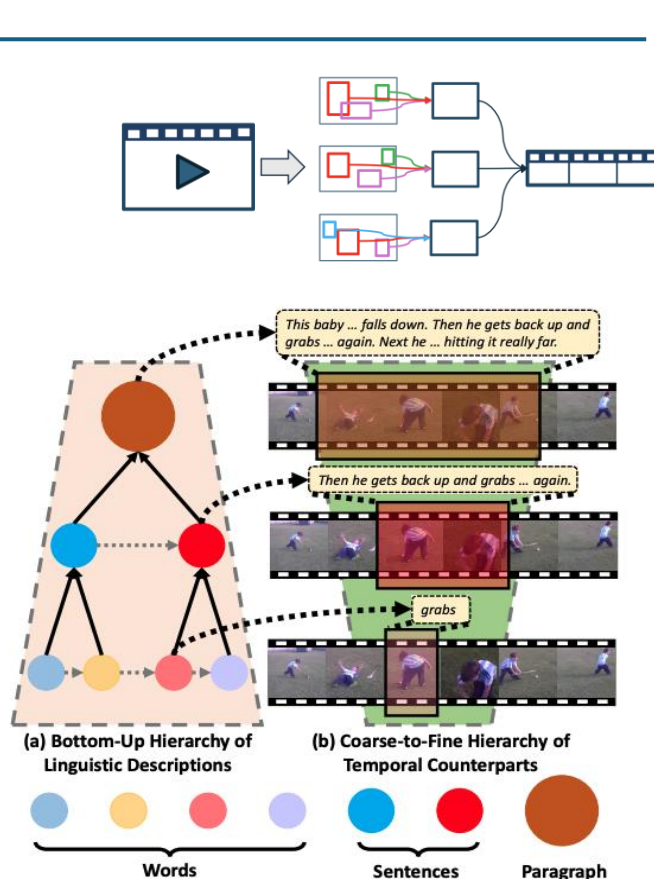 This baby … falls down. Then he gets back up and
grabs … again. Next he … hitting it really far.
Then he gets back up and grabs … again.
grabs
(a) Bottom-Up Hierarchy of
Linguistic Descriptions
(b) Coarse-to-Fine Hierarchy of
Temporal Counterparts
Words
Sentences
Paragraph